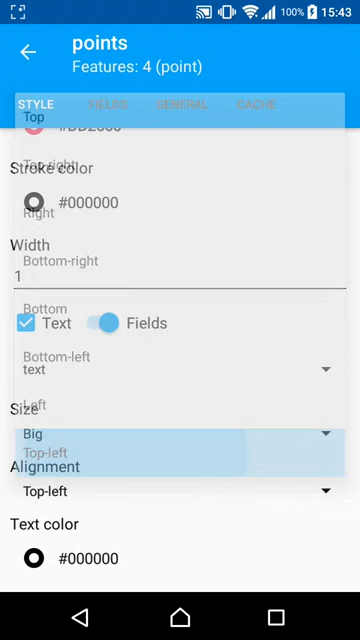 100% 15:43
points
Features: 4 (point)
STYLE FIELDS GENERAL CACHE
Top
Top-right
Stroke color
#000000
Right
Width
Bottom-right
1
Bottom
Text Fields
Bottom-left
text
Left
Size
Big
Top-left
Alignment
Top-left
Text color
#000000